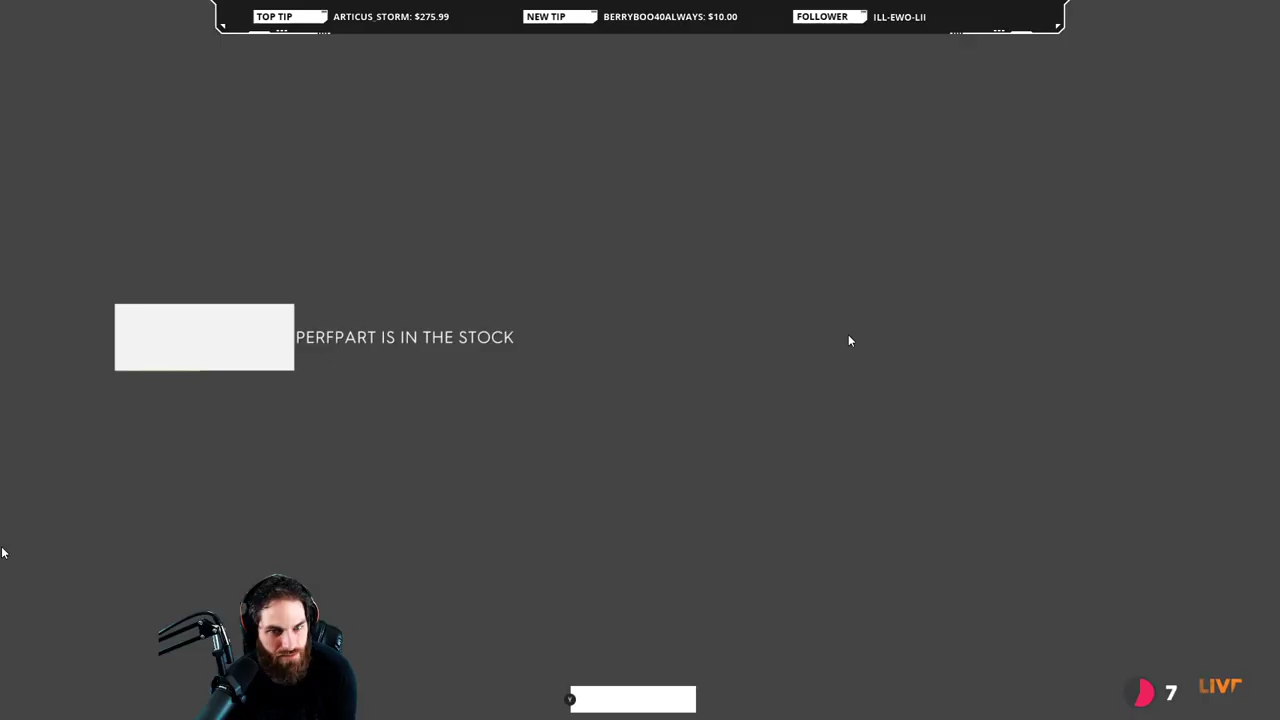 TOP TIP ARTICUS_STORM: $275.99 NEW TIP BERRYBOO40ALWAYS: $10.00 FOLLOWER ILL-EWO-LII
PERFPART IS IN THE STOCK
7 LIVE